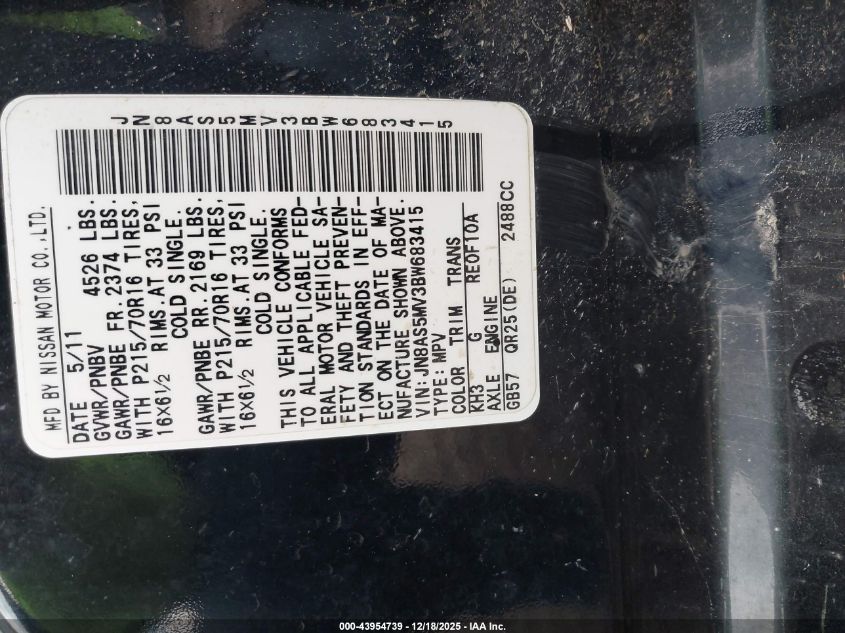 MFD BY NISSAN MOTOR CO.,LTD.
DATE 5/11
GVWR/PNBV 4526 LBS.
GAWR/PNBE FR. 2374 LBS.
WITH P215/70R16 TIRES,
16X6½ RIMS.AT 33 PSI
COLD SINGLE.
GAWR/PNBE RR. 2169 LBS.
WITH P215/70R16 TIRES,
16X6½ RIMS.AT 33 PSI
COLD SINGLE.
THIS VEHICLE CONFORMS
TO ALL APPLICABLE FED-
ERAL MOTOR VEHICLE SA-
FETY AND THEFT PREVEN-
TION STANDARDS IN EFF-
ECT ON THE DATE OF MA-
NUFACTURE SHOWN ABOVE.
VIN:JN8AS5MV3BW683415
TYPE:MPV
COLOR TRIM TRANS
KH3 G RE0F10A
AXLE ENGINE
GB57 QR25(DE) 2488CC
JN8AS5MV3BW683415
000-43954739 - 12/18/2025 - IAA Inc.